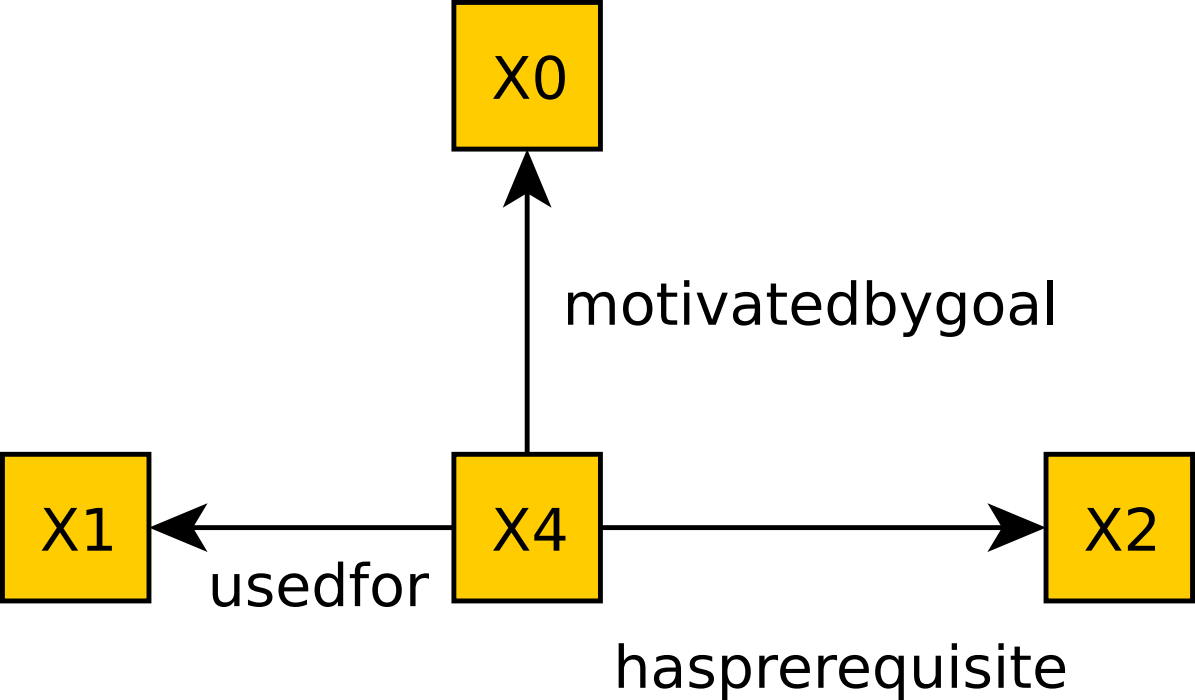 X0
motivatedbygoal
X1
X4
X2
usedfor
hasprerequisite